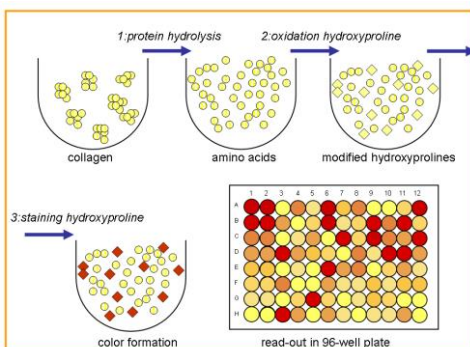 1:protein hydrolysis
2:oxidation hydroxyproline
collagen
amino acids
modified hydroxyprolines
3:staining hydroxyproline
1 2 3 4 5 6 7 8 9 10 11 12
A
B
C
D
E
F
G
H
color formation
read-out in 96-well plate